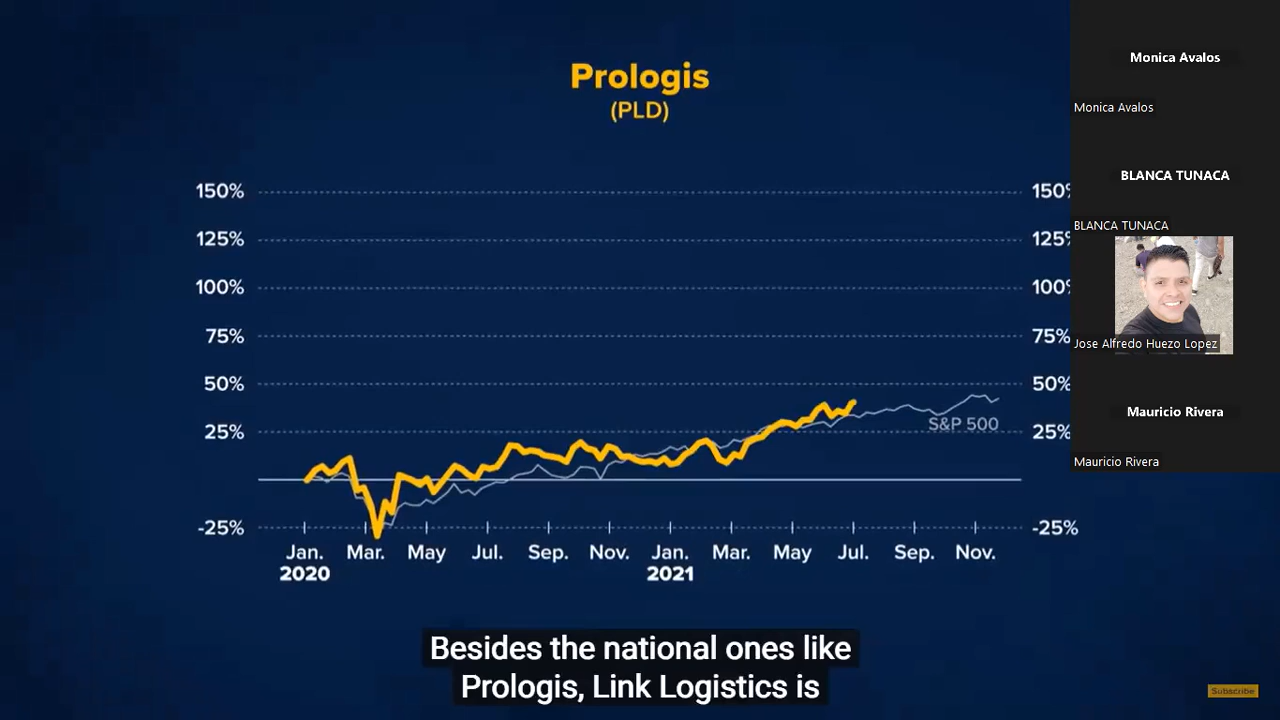 Prologis
(PLD)
150%
150%
125%
125%
100%
100%
75%
75%
50%
50%
25%
25%
S&P 500
-25%
-25%
Jan. Mar. May Jul. Sep. Nov. Jan. Mar. May Jul. Sep. Nov.
2020 2021
Besides the national ones like
Prologis, Link Logistics is
Monica Avalos
Monica Avalos
BLANCA TUNACA
BLANCA TUNACA
Jose Alfredo Huezo Lopez
Mauricio Rivera
Mauricio Rivera
Subscribe